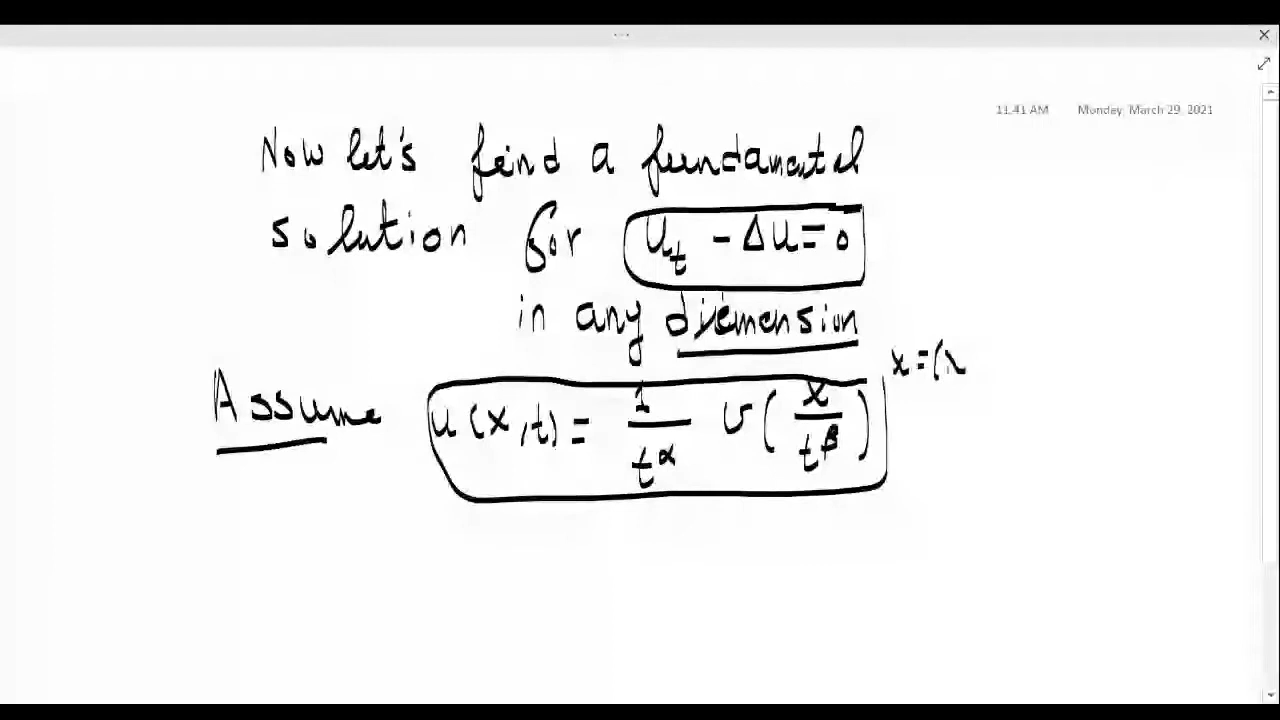 11:41 AM Monday, March 29, 2021
Now let's find a fundamental
solution for u_t - Δu = 0
in any dimension
x = (x
Assume u(x,t) = 1/t^α v(x/t^β)